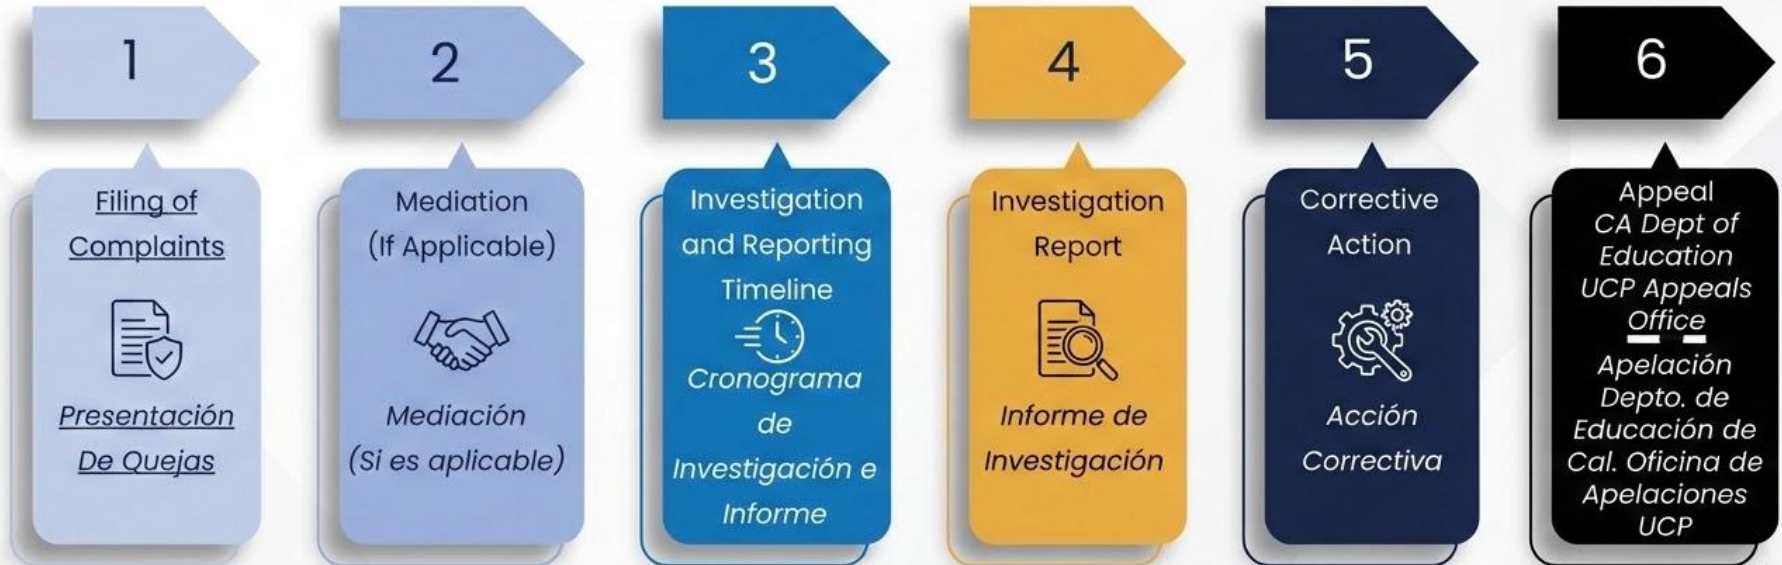 1
Filing of
Complaints
Presentación
De Quejas
2
Mediation
(If Applicable)
Mediación
(Si es aplicable)
3
Investigation
and Reporting
Timeline
Cronograma
de
Investigación e
Informe
4
Investigation
Report
Informe de
Investigación
5
Corrective
Action
Acción
Correctiva
6
Appeal
CA Dept of
Education
UCP Appeals
Office
Apelación
Depto. de
Educación de
Cal. Oficina de
Apelaciones
UCP